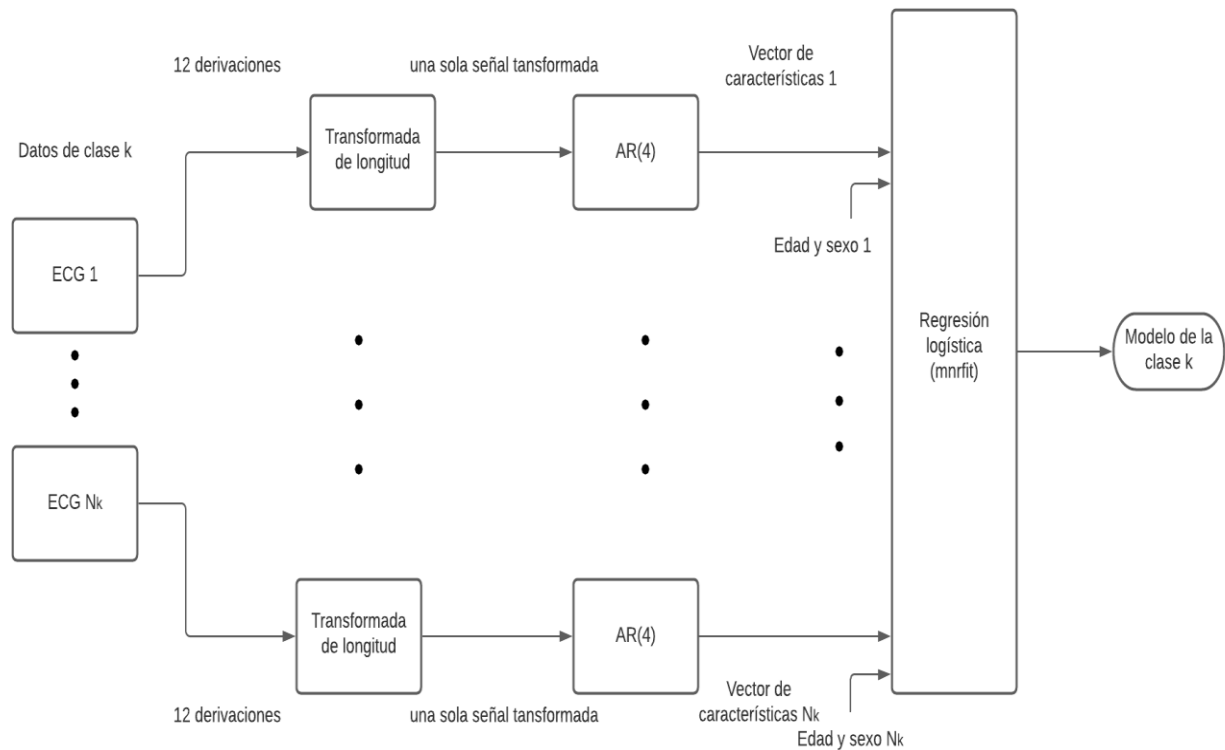 12 derivaciones
una sola señal tansformada
Vector de
características 1
Datos de clase k
Transformada
de longitud
AR(4)
Edad y sexo 1
ECG 1
Regresión
logística
(mnrfit)
Modelo de la
clase k
ECG Nk
Transformada
de longitud
AR(4)
12 derivaciones
una sola señal tansformada
Vector de
características Nk
Edad y sexo Nk